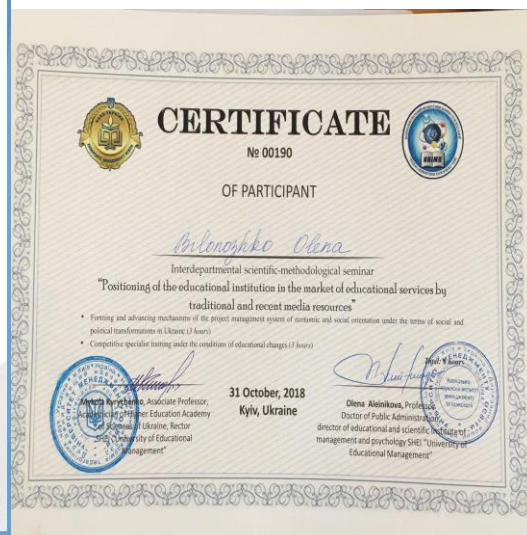 CERTIFICATE
№ 00190
OF PARTICIPANT
Bilonozhko Olena
Interdepartmental scientific-methodological seminar
"Positioning of the educational institution in the market of educational services by
traditional and recent media resources"
• Forming and advancing mechanisms of the project management system of economic and social orientation under the terms of social and
political transformations in Ukraine (3 hours)
• Competitive specialist training under the conditions of educational changes (3 hours)
Total: 6 hours
Mykola Kyrychenko, Associate Professor,
Academician of Higher Education Academy
of Sciences of Ukraine, Rector
SHEI "University of Educational
Management"
31 October, 2018
Kyiv, Ukraine
Olena Aleinikova, Professor,
Doctor of Public Administration,
director of educational and scientific Institute of
management and psychology SHEI "University of
Educational Management"